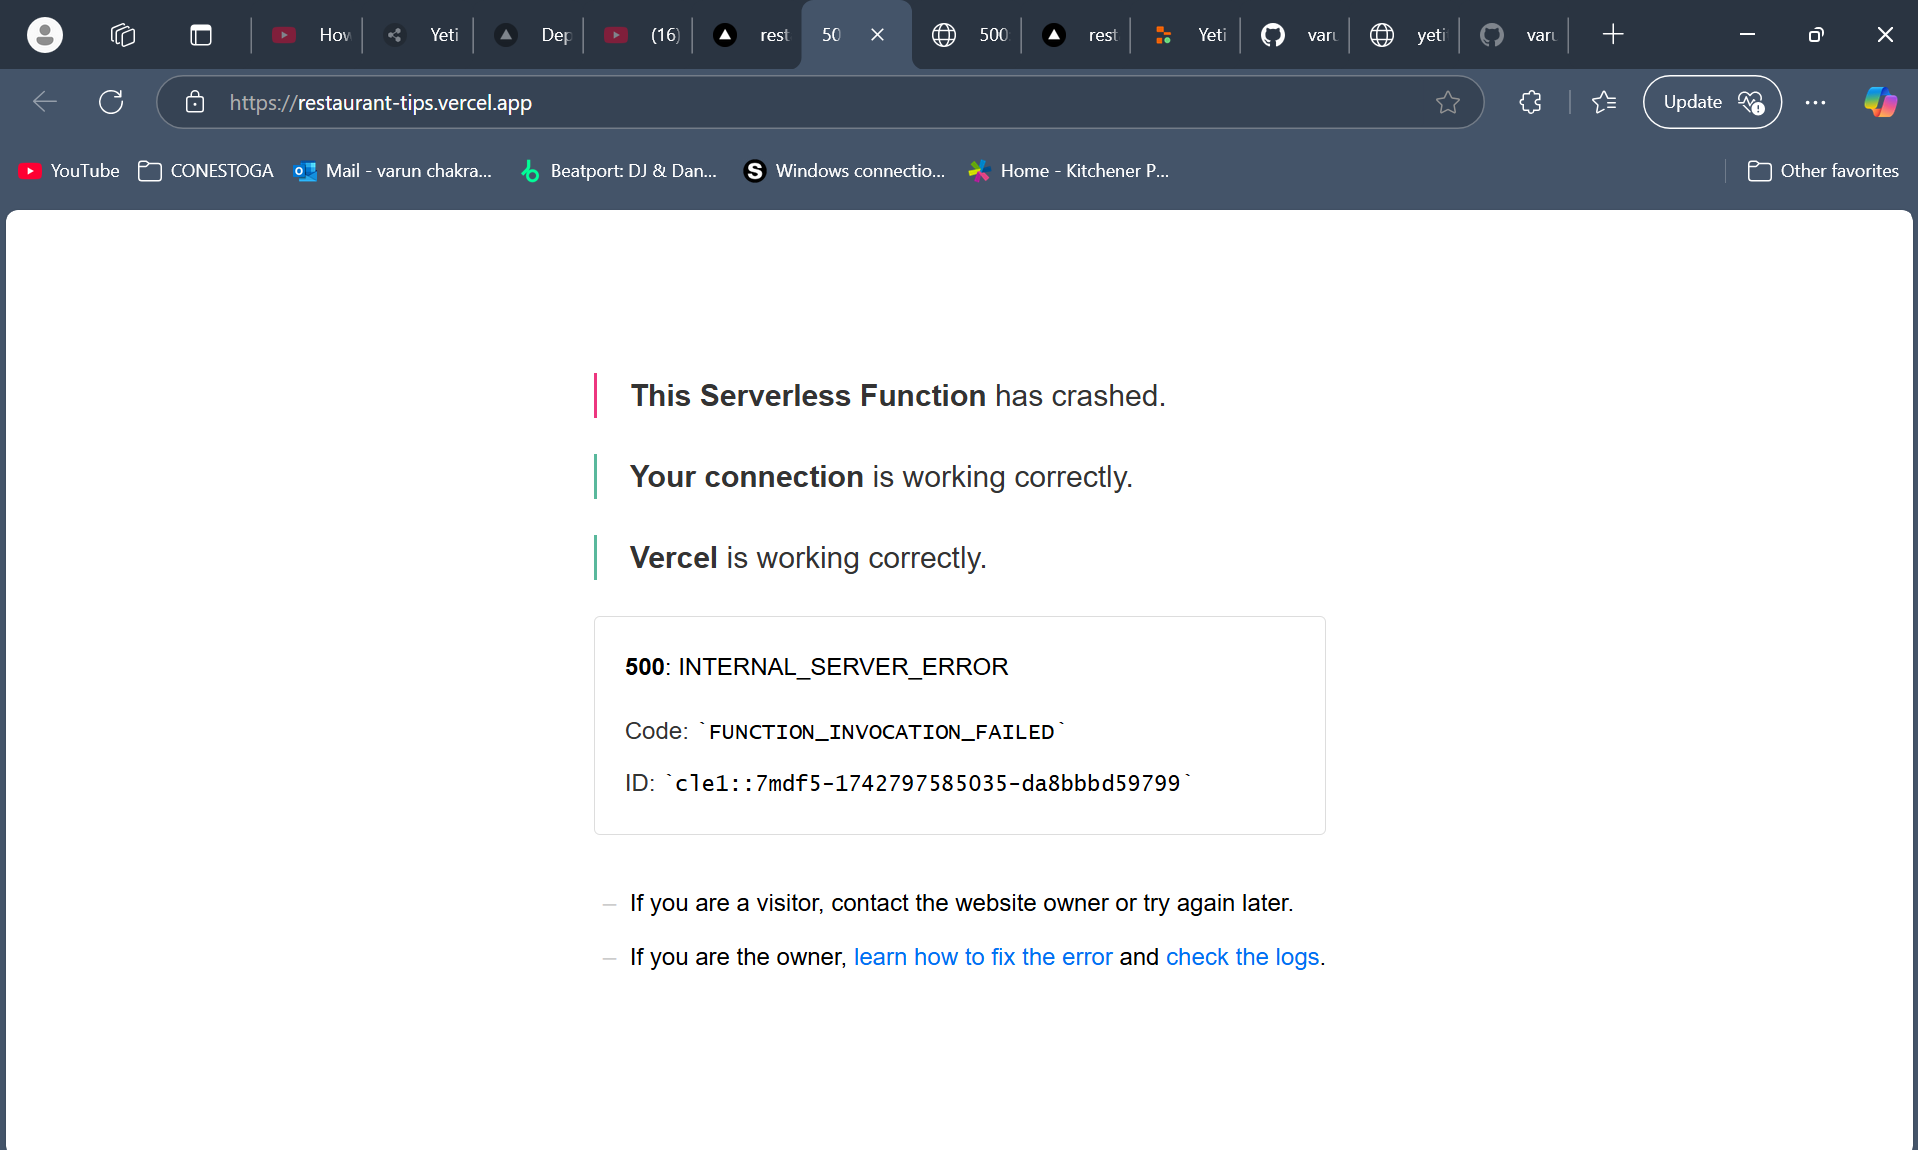 How Yeti Dep (16) rest 50 500: rest Yeti varu yeti varu
https://restaurant-tips.vercel.app Update
YouTube CONESTOGA Mail - varun chakra... Beatport: DJ & Dan... Windows connectio... Home - Kitchener P... Other favorites
This Serverless Function has crashed.
Your connection is working correctly.
Vercel is working correctly.
500: INTERNAL_SERVER_ERROR
Code: `FUNCTION_INVOCATION_FAILED`
ID: `cle1::7mdf5-1742797585035-da8bbbd59799`
– If you are a visitor, contact the website owner or try again later.
– If you are the owner, learn how to fix the error and check the logs.